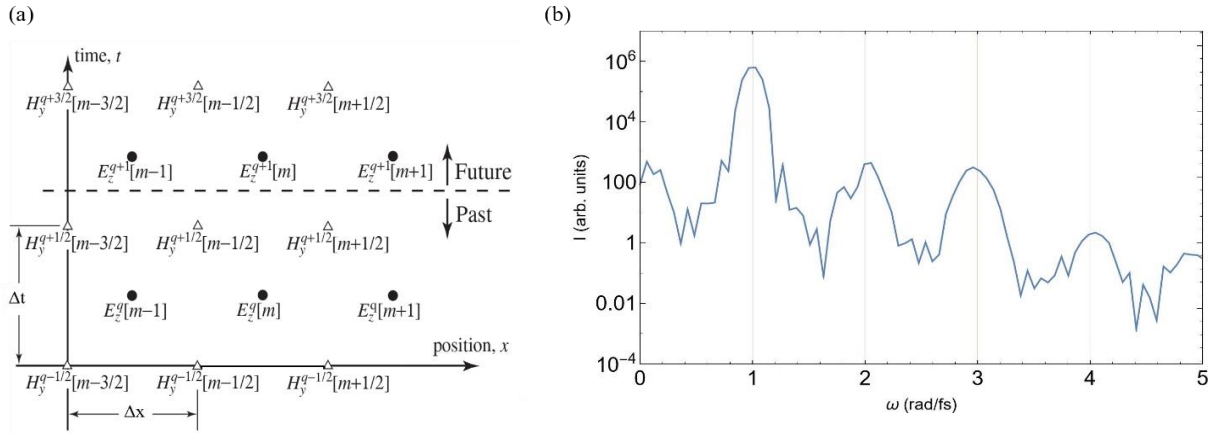 (a)
time, t
H_y^{q+3/2}[m−3/2] H_y^{q+3/2}[m−1/2] H_y^{q+3/2}[m+1/2]
E_z^{q+1}[m−1] E_z^{q+1}[m] E_z^{q+1}[m+1]
Future
Past
H_y^{q+1/2}[m−3/2] H_y^{q+1/2}[m−1/2] H_y^{q+1/2}[m+1/2]
Δt
E_z^q[m−1] E_z^q[m] E_z^q[m+1]
position, x
H_y^{q−1/2}[m−3/2] H_y^{q−1/2}[m−1/2] H_y^{q−1/2}[m+1/2]
Δx
(b)
I (arb. units)
10^6
10^4
100
1
0.01
10^{-4}
0 1 2 3 4 5
ω (rad/fs)